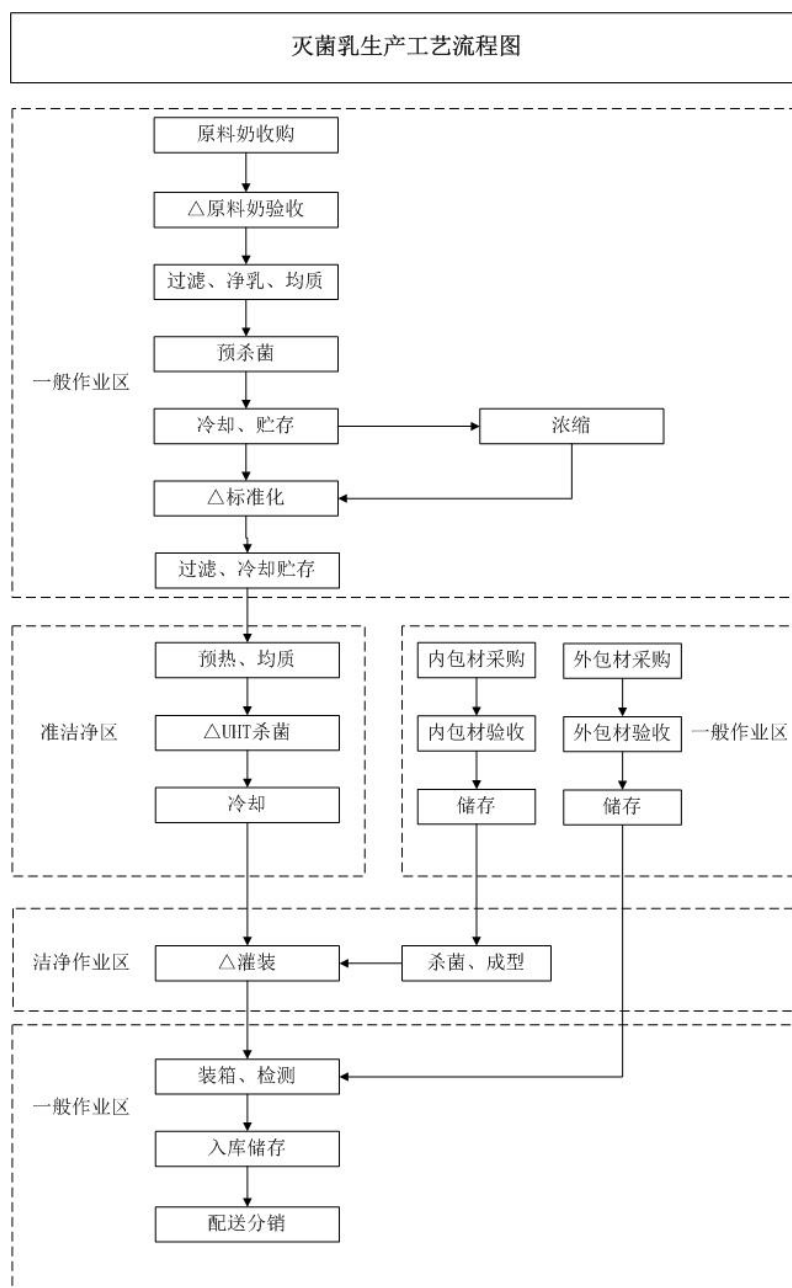 灭菌乳生产工艺流程图
原料奶收购
△原料奶验收
过滤、净乳、均质
预杀菌
一般作业区
冷却、贮存
浓缩
△标准化
过滤、冷却贮存
预热、均质
内包材采购
外包材采购
准洁净区
△UHT杀菌
内包材验收
外包材验收
一般作业区
冷却
储存
储存
洁净作业区
△灌装
杀菌、成型
装箱、检测
一般作业区
入库储存
配送分销